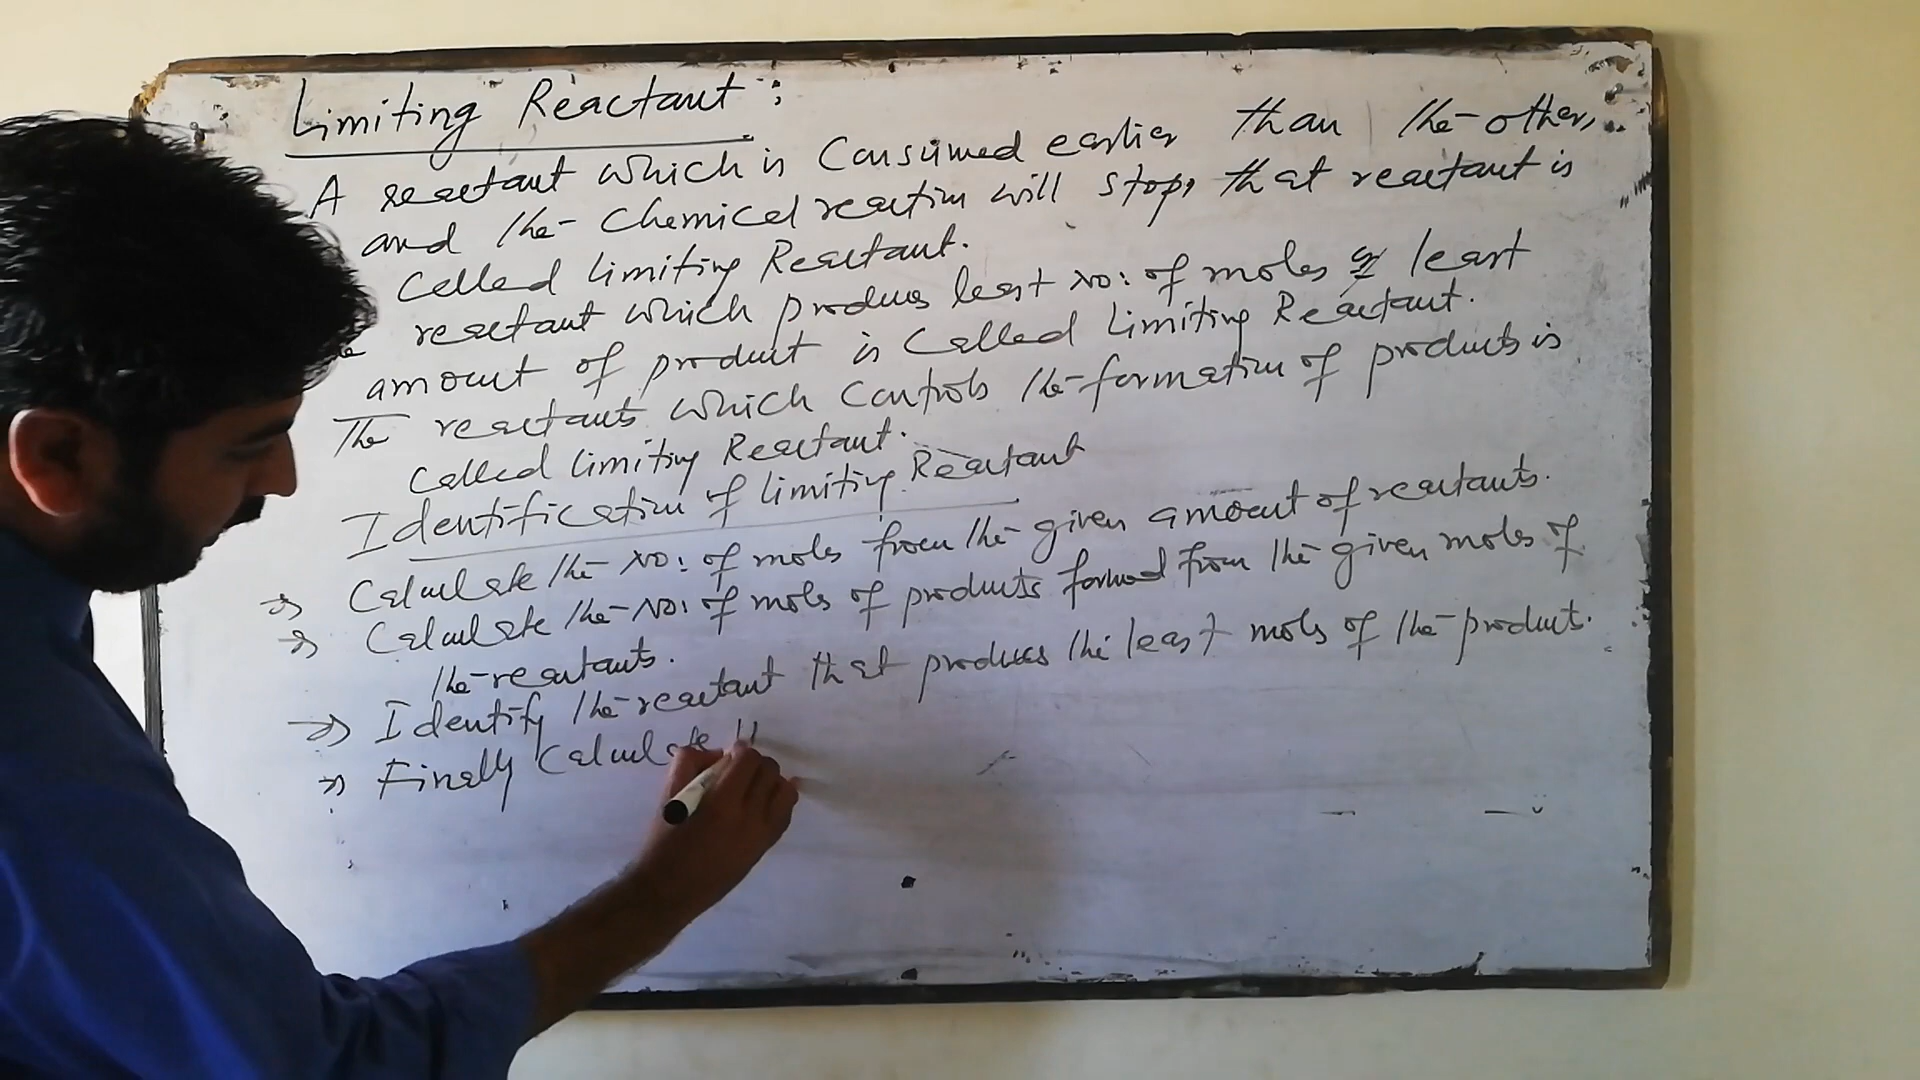 Limiting Reactant :
A reactant which is Consumed earlier than the other,
and the Chemical reaction will stop, that reactant is
Called Limiting Reactant.
reactant which produces least No: of moles or least
amount of product is Called Limiting Reactant.
The reactants which Controls the formation of products is
Called Limiting Reactant.
Identification of limiting Reactant
⇒ Calculate the No: of moles from the given amount of reactants.
⇒ Calculate the No: of mols of products formed from the given moles of
the reactants.
⇒ Identify the reactant that produces the least mols of the product.
⇒ Finally Calculate